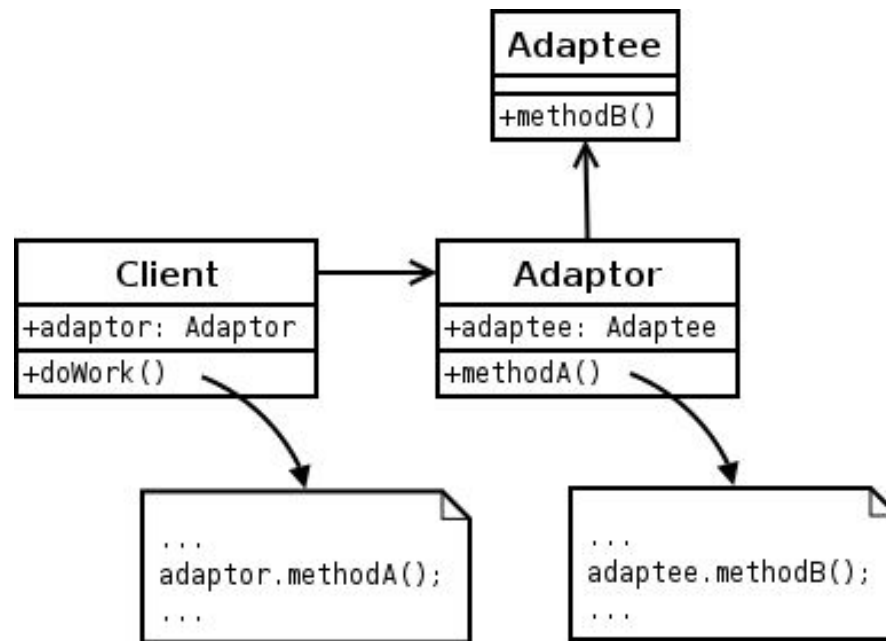 Adaptee
+methodB()
Client
+adaptor: Adaptor
+doWork()
Adaptor
+adaptee: Adaptee
+methodA()
...
adaptor.methodA();
...
...
adaptee.methodB();
...